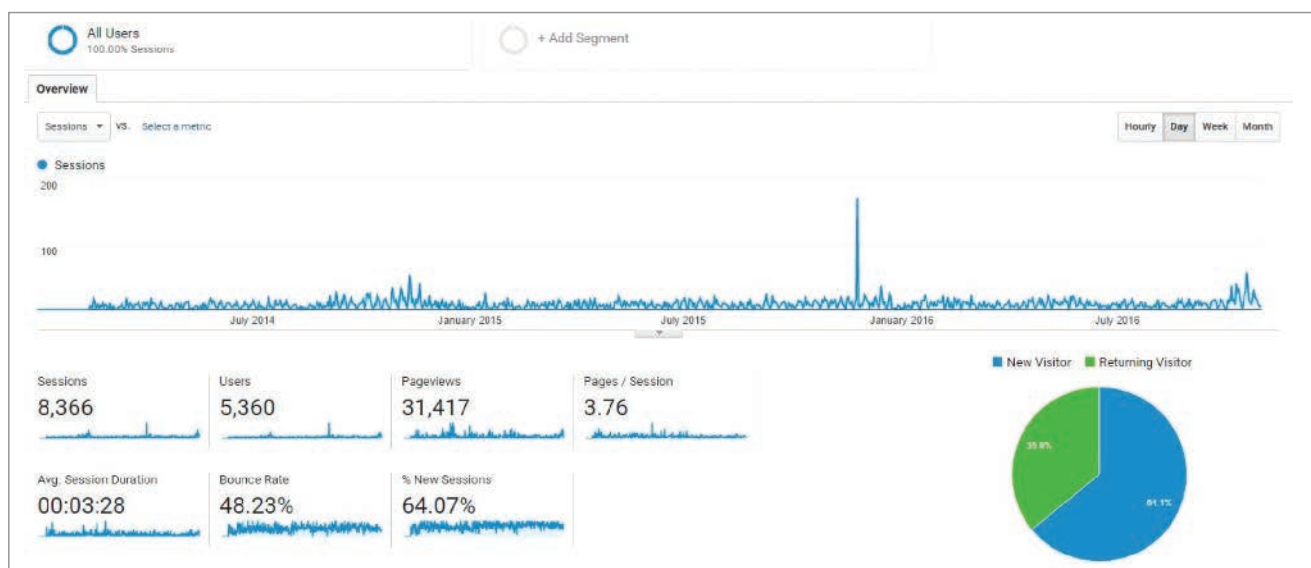 All Users
100.00% Sessions
+ Add Segment
Overview
Sessions VS. Select a metric
Hourly Day Week Month
Sessions
200
100
July 2014 January 2015 July 2015 January 2016 July 2016
New Visitor Returning Visitor
Sessions Users Pageviews Pages / Session
8,366 5,360 31,417 3.76
35.9%
64.1%
Avg. Session Duration Bounce Rate % New Sessions
00:03:28 48.23% 64.07%